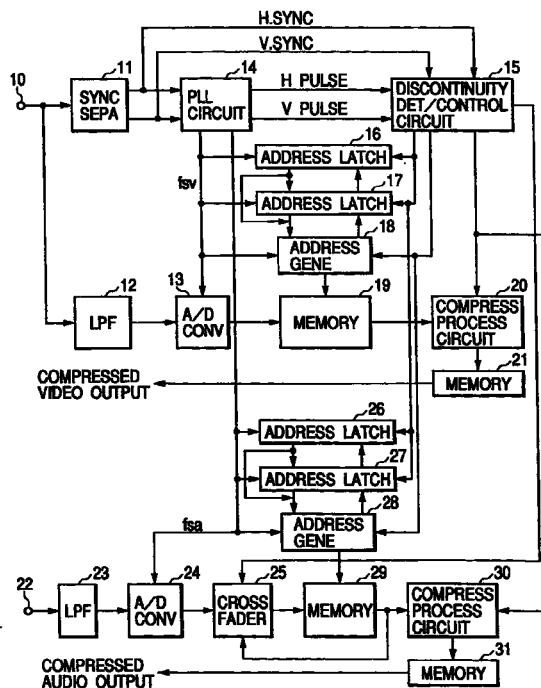 H.SYNC
V.SYNC
10
11
SYNC
SEPA
14
PLL
CIRCUIT
H PULSE
V PULSE
15
DISCONTINUITY
DET/CONTROL
CIRCUIT
16
ADDRESS LATCH
17
ADDRESS LATCH
fsv
18
ADDRESS
GENE
12
LPF
13
A/D
CONV
19
MEMORY
20
COMPRESS
PROCESS
CIRCUIT
21
MEMORY
COMPRESSED
VIDEO OUTPUT
26
ADDRESS LATCH
27
ADDRESS LATCH
28
ADDRESS
GENE
fsa
22
23
LPF
24
A/D
CONV
25
CROSS
FADER
29
MEMORY
30
COMPRESS
PROCESS
CIRCUIT
31
MEMORY
COMPRESSED
AUDIO OUTPUT